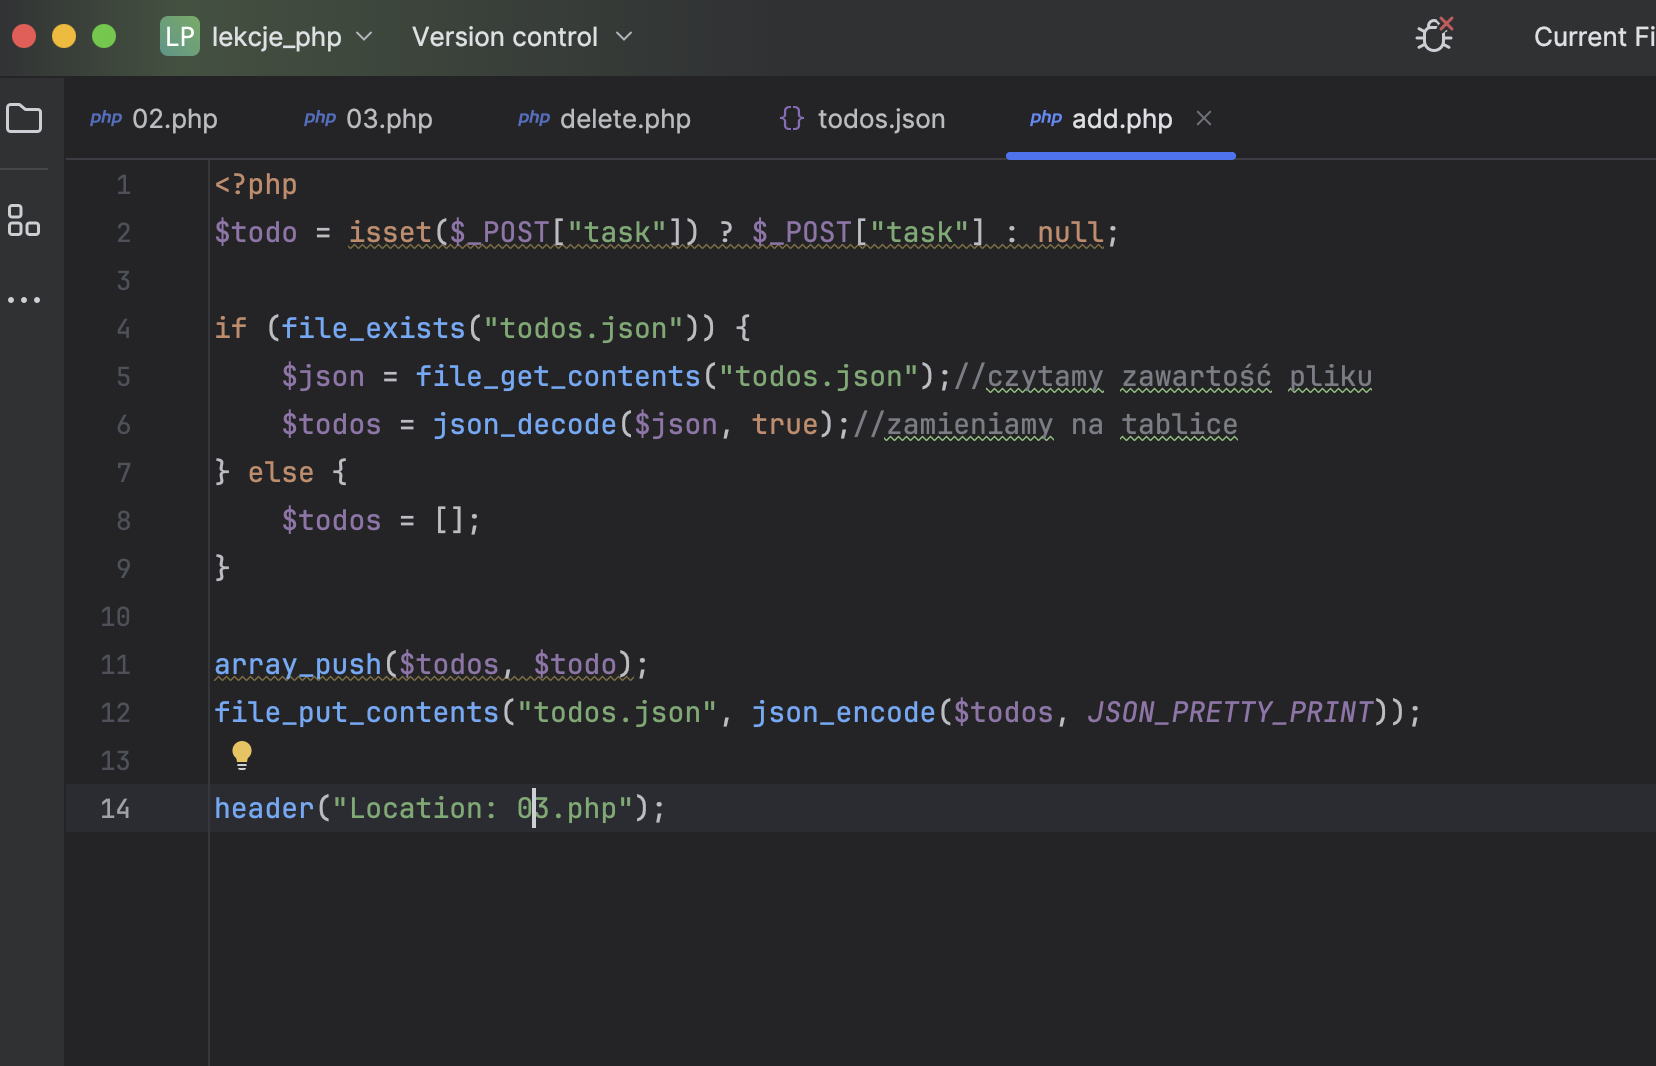 LP lekcje_php Version control Current Fi
php 02.php php 03.php php delete.php {} todos.json php add.php
1 <?php
2 $todo = isset($_POST["task"]) ? $_POST["task"] : null;
3
4 if (file_exists("todos.json")) {
5     $json = file_get_contents("todos.json");//czytamy zawartość pliku
6     $todos = json_decode($json, true);//zamieniamy na tablice
7 } else {
8     $todos = [];
9 }
10
11 array_push($todos, $todo);
12 file_put_contents("todos.json", json_encode($todos, JSON_PRETTY_PRINT));
13
14 header("Location: 03.php");